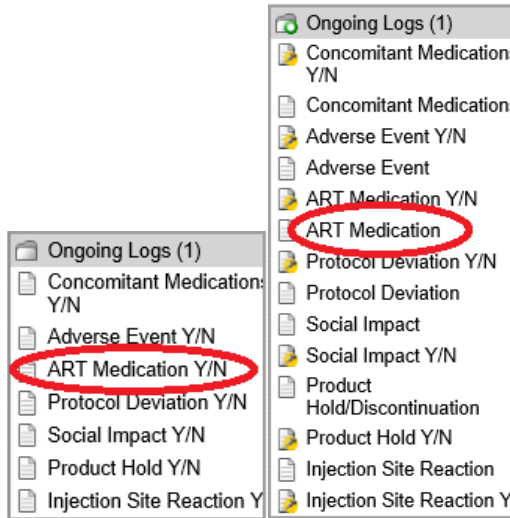 Ongoing Logs (1)
Concomitant Medications
Y/N
Adverse Event Y/N
ART Medication Y/N
Protocol Deviation Y/N
Social Impact Y/N
Product Hold Y/N
Injection Site Reaction Y
Ongoing Logs (1)
Concomitant Medications
Y/N
Concomitant Medications
Adverse Event Y/N
Adverse Event
ART Medication Y/N
ART Medication
Protocol Deviation Y/N
Protocol Deviation
Social Impact
Social Impact Y/N
Product
Hold/Discontinuation
Product Hold Y/N
Injection Site Reaction
Injection Site Reaction Y